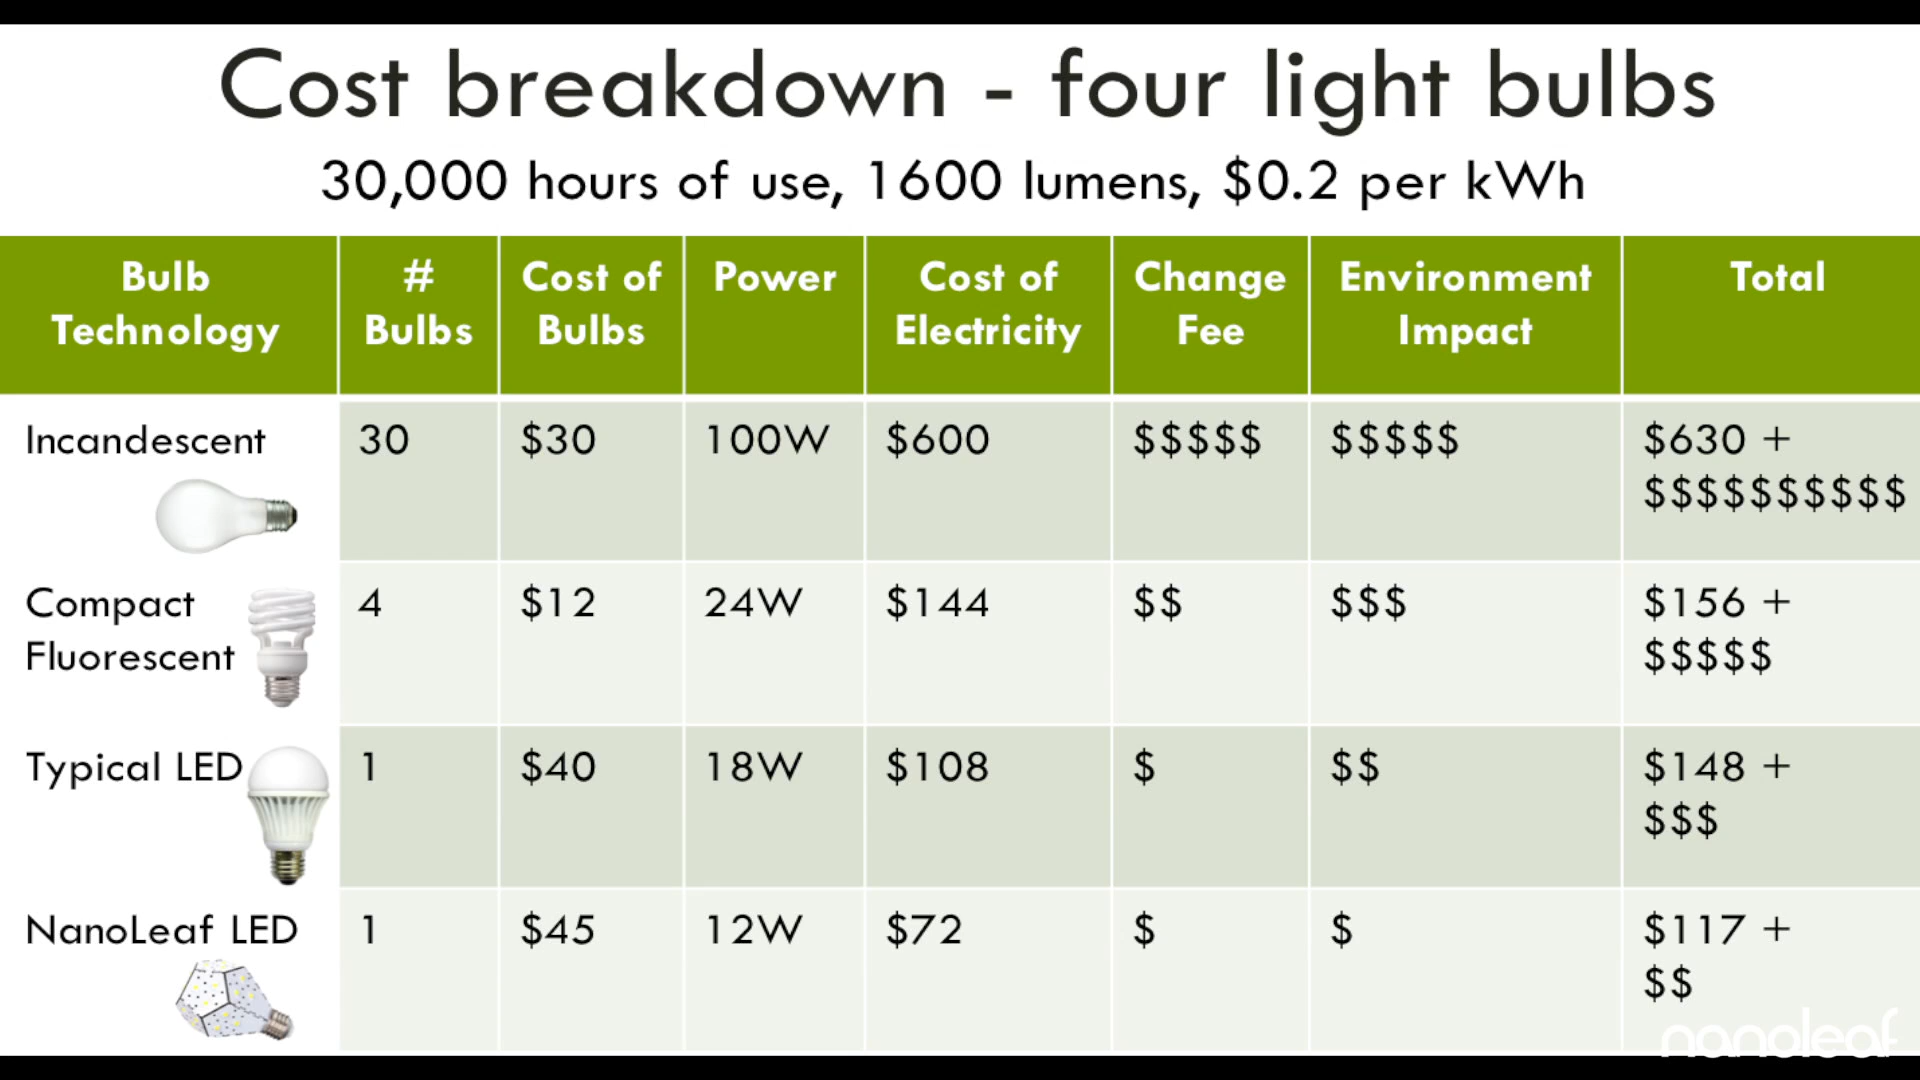 Cost breakdown - four light bulbs
30,000 hours of use, 1600 lumens, $0.2 per kWh
Bulb Technology | # Bulbs | Cost of Bulbs | Power | Cost of Electricity | Change Fee | Environment Impact | Total
Incandescent | 30 | $30 | 100W | $600 | $$$$$ | $$$$$ | $630 + $$$$$$$$$$
Compact Fluorescent | 4 | $12 | 24W | $144 | $$ | $$$ | $156 + $$$$$
Typical LED | 1 | $40 | 18W | $108 | $ | $$ | $148 + $$$
NanoLeaf LED | 1 | $45 | 12W | $72 | $ | $ | $117 + $$
nanoleaf